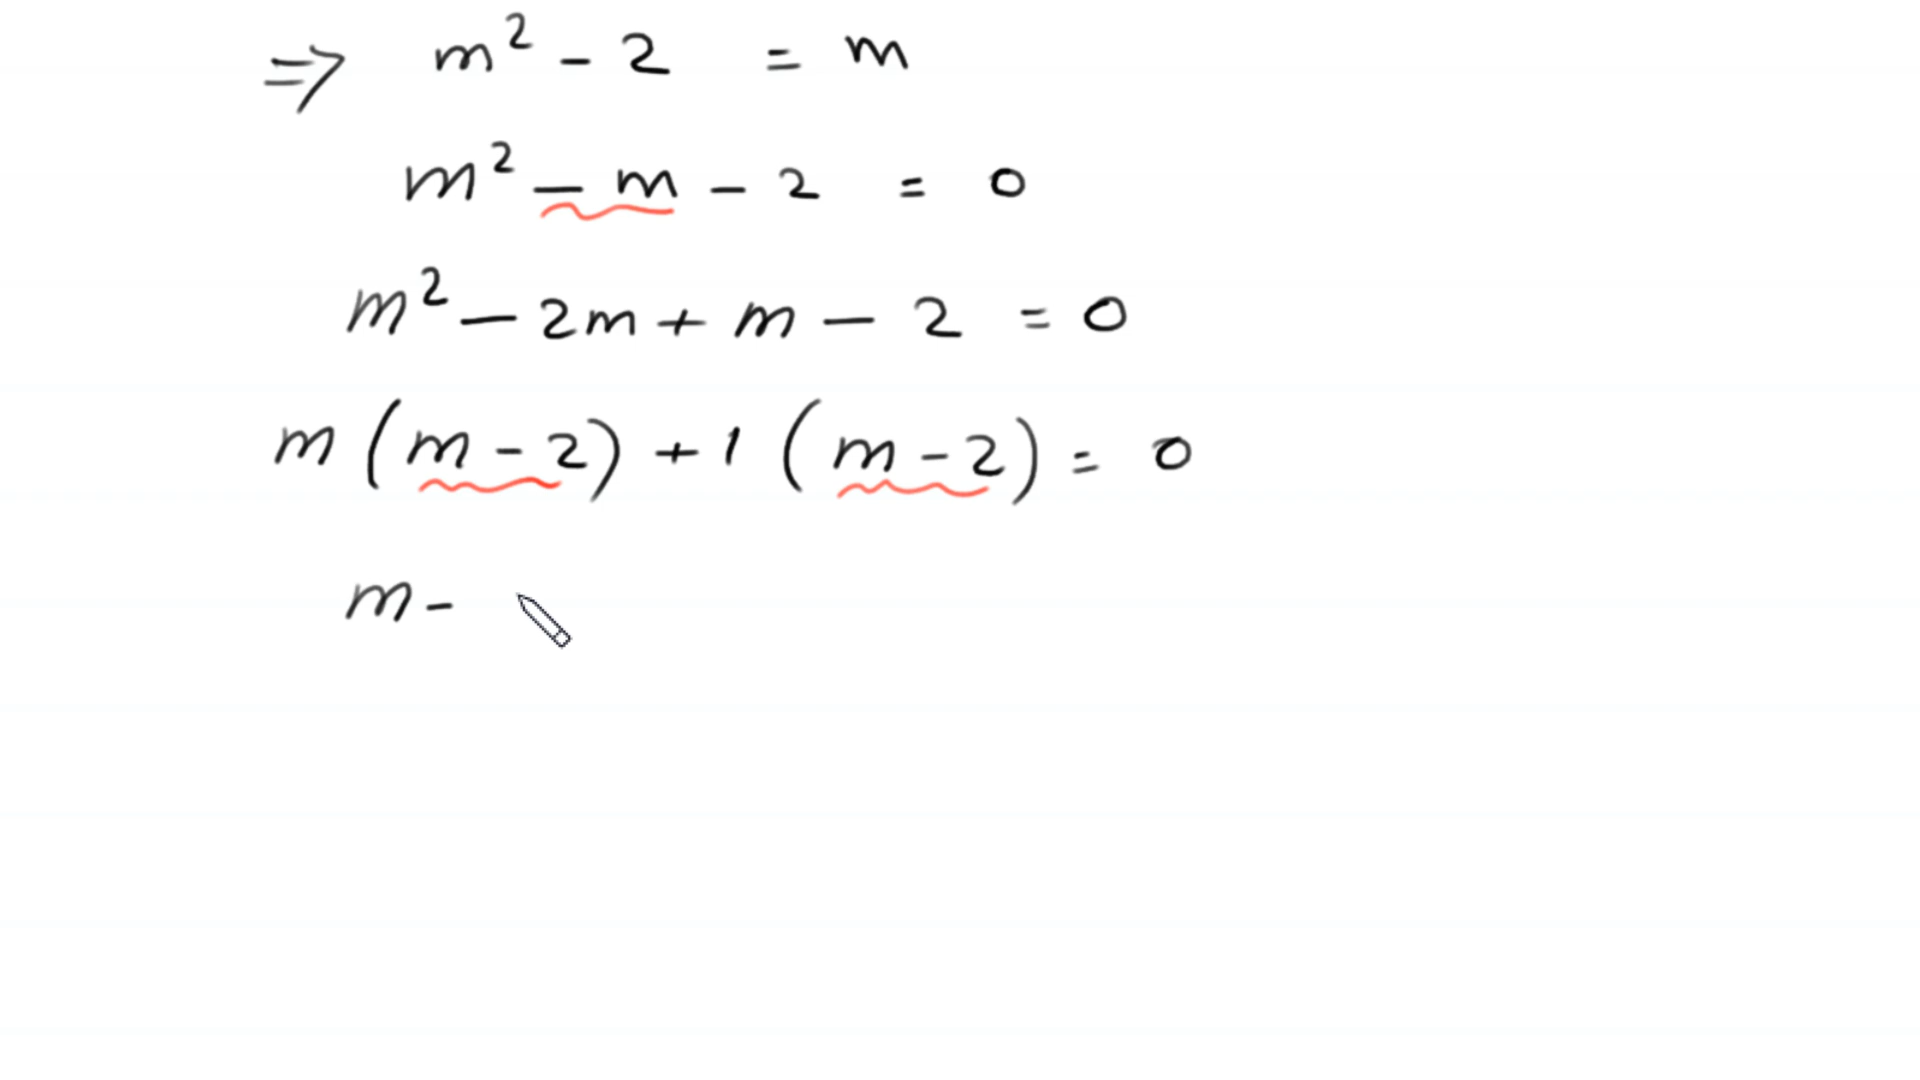 ⇒ m² - 2 = m
m² - m - 2 = 0
m² - 2m + m - 2 = 0
m (m - 2) + 1 (m - 2) = 0
m -